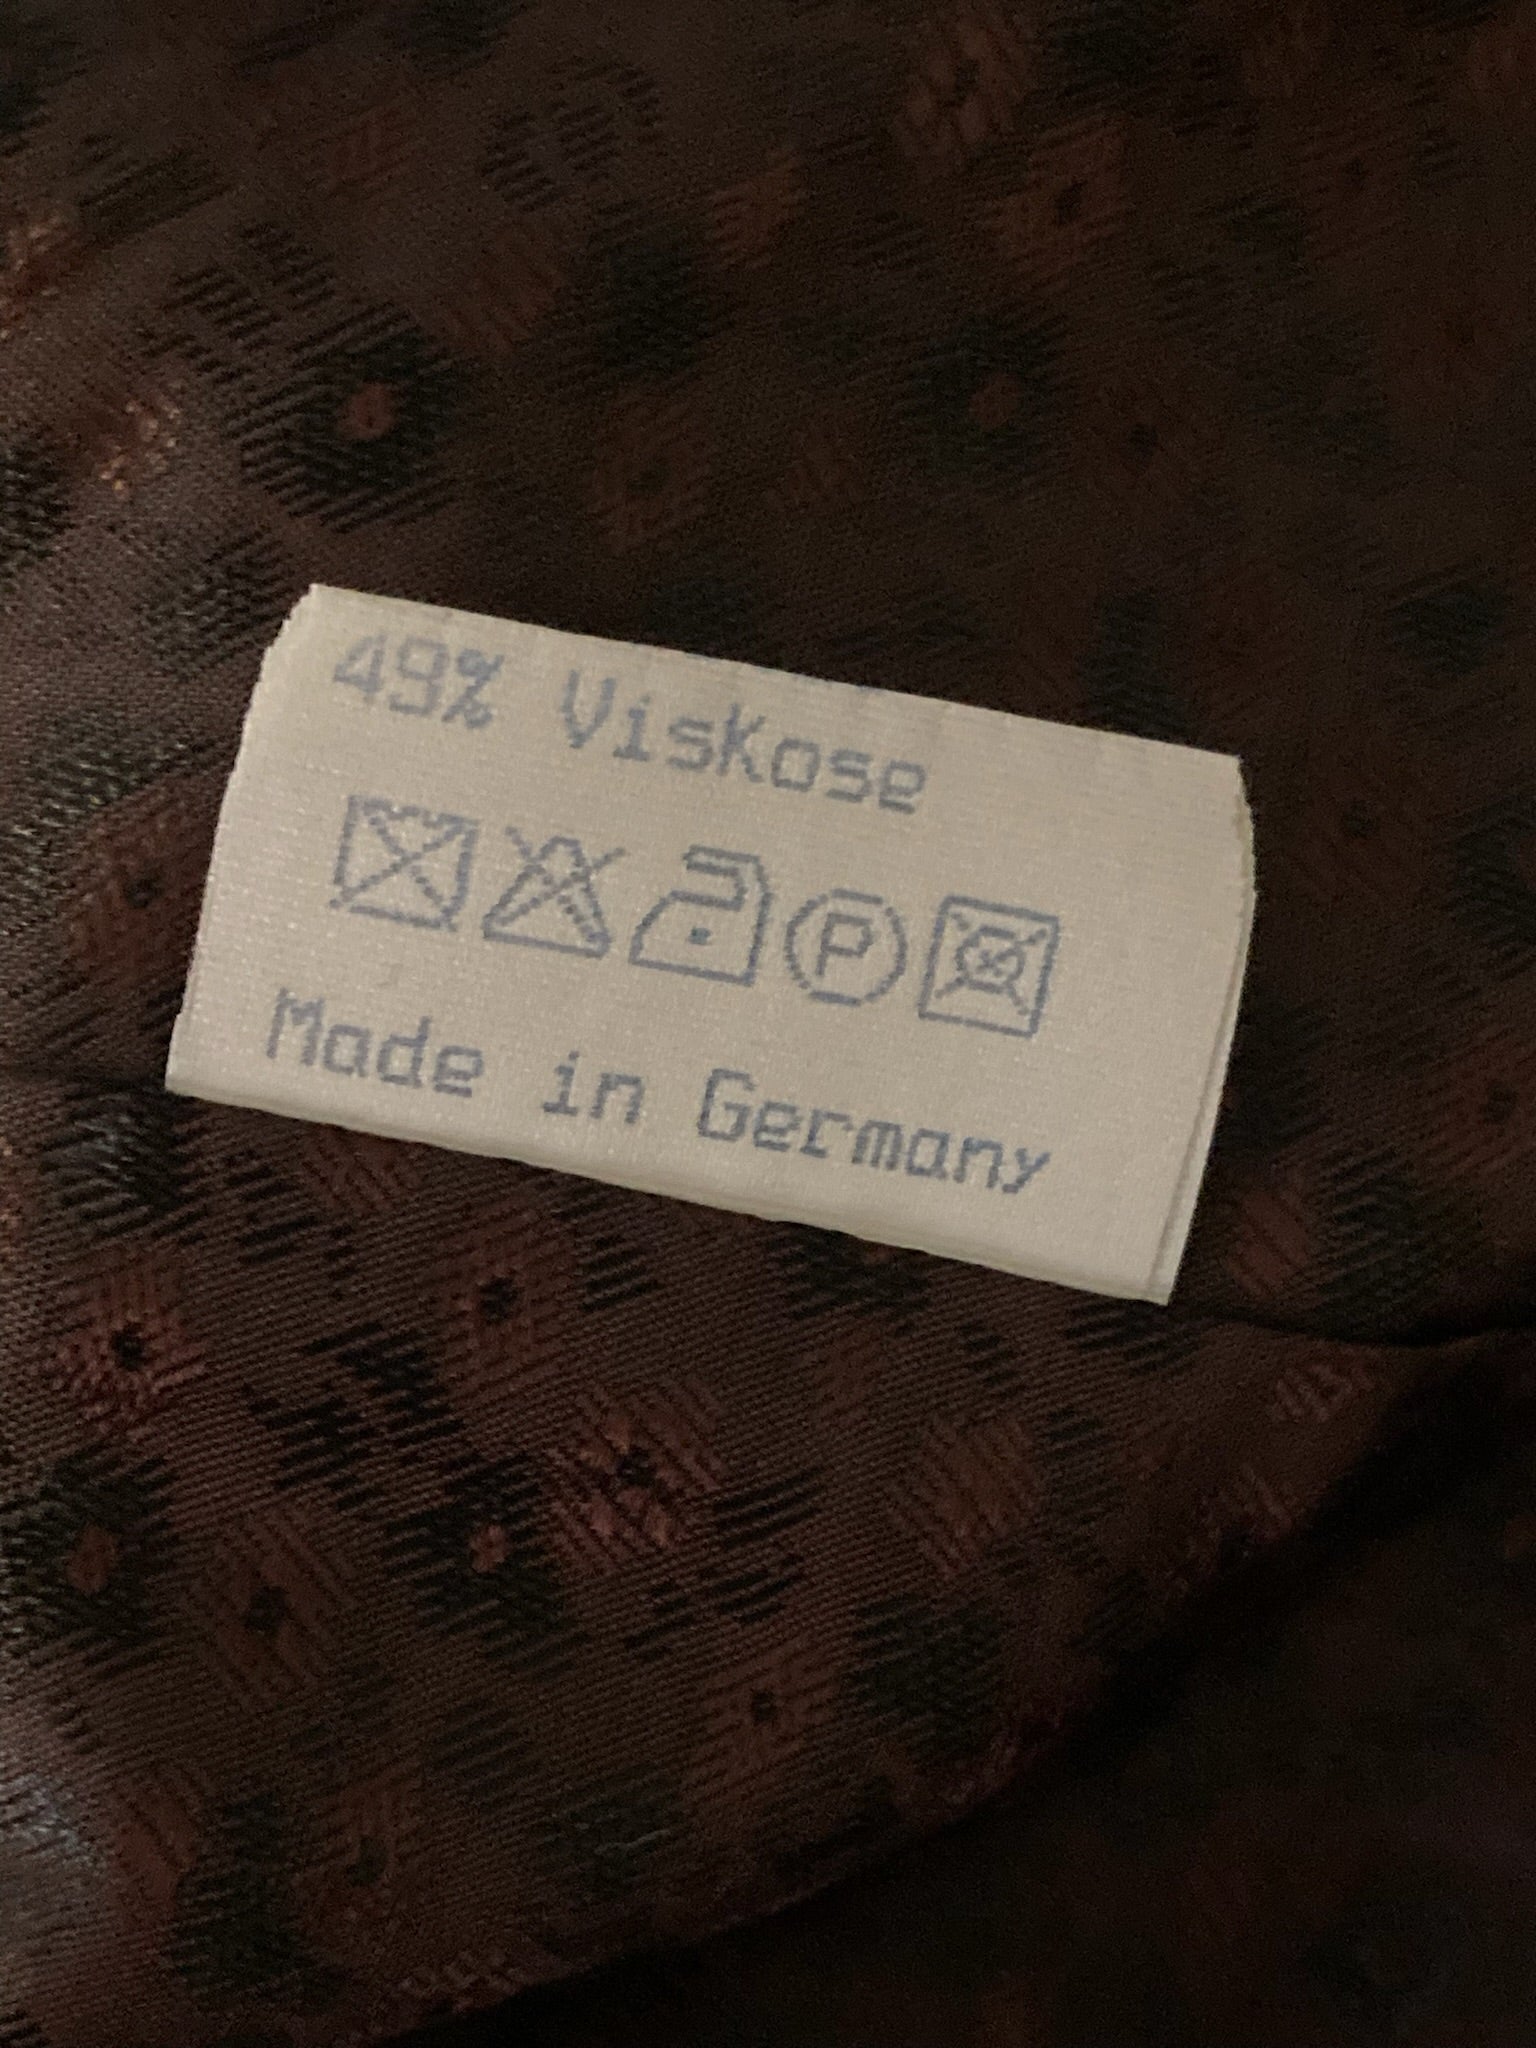 49% Viskose
P
Made in Germany